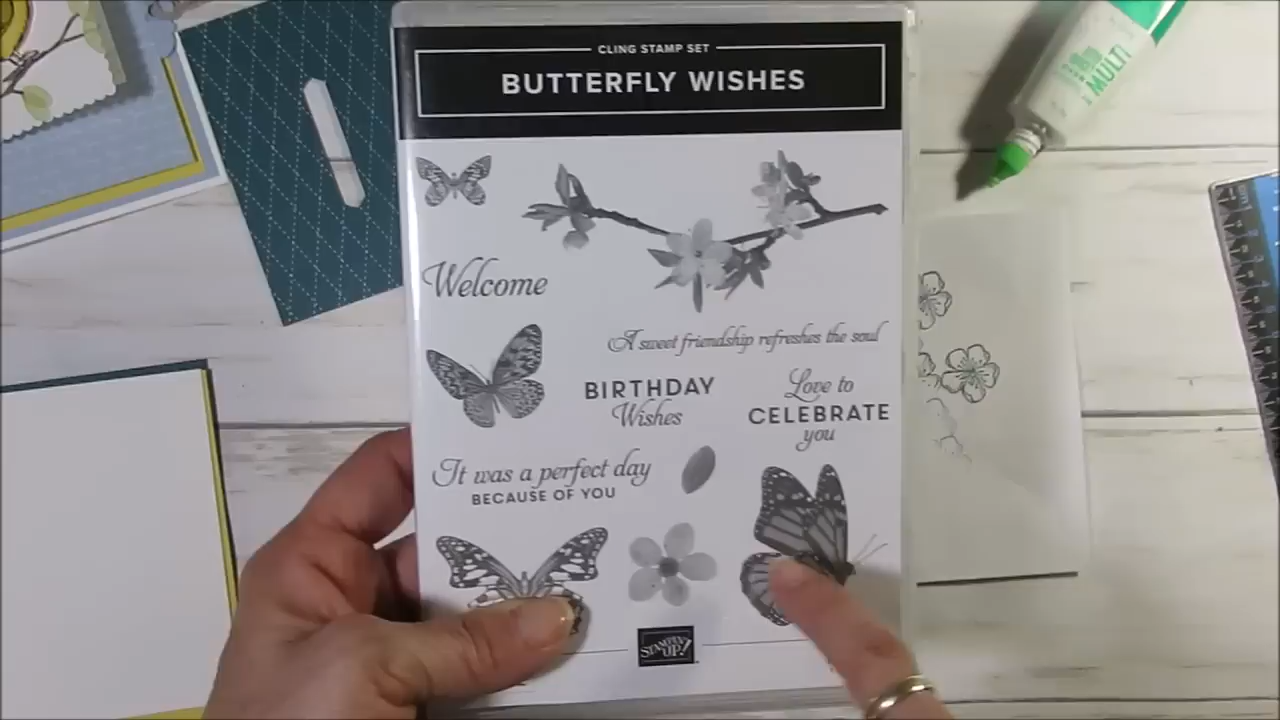 CLING STAMP SET
BUTTERFLY WISHES
Welcome
A sweet friendship refreshes the soul
BIRTHDAY
Wishes
Love to
CELEBRATE
you
It was a perfect day
BECAUSE OF YOU
STAMPIN' UP!
MULTI